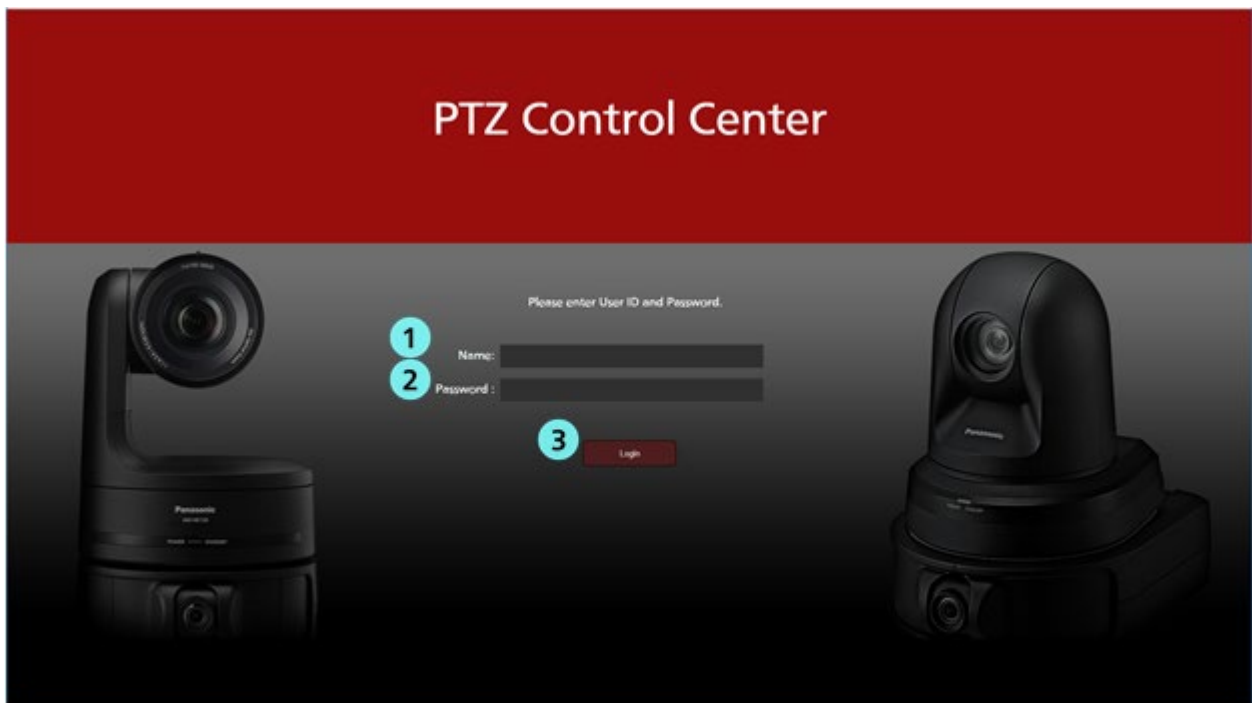 PTZ Control Center
Please enter User ID and Password.
1
Name:
2
Password :
3
Login
Panasonic
Panasonic